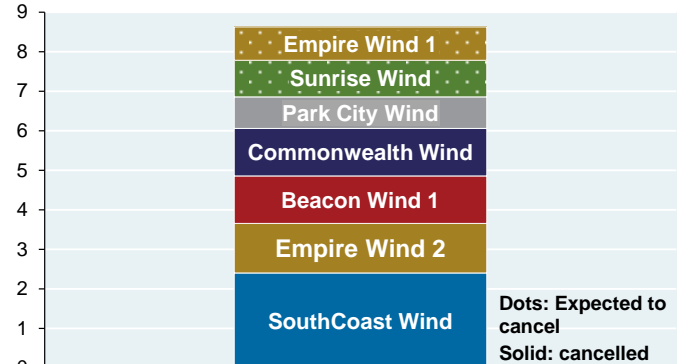 9
8
7
6
5
4
3
2
1
0
Empire Wind 1
Sunrise Wind
Park City Wind
Commonwealth Wind
Beacon Wind 1
Empire Wind 2
SouthCoast Wind
Dots: Expected to
cancel
Solid: cancelled